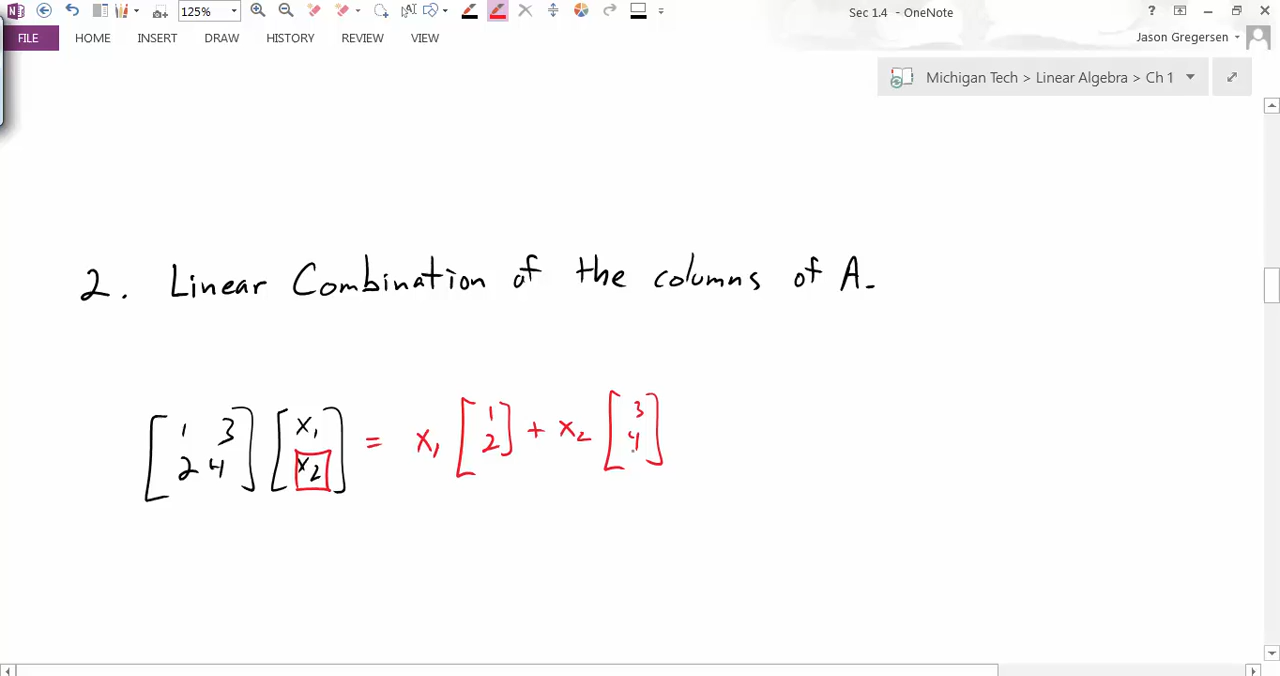 125% Sec 1.4 - OneNote ?
FILE HOME INSERT DRAW HISTORY REVIEW VIEW Jason Gregersen
Michigan Tech > Linear Algebra > Ch 1
2. Linear Combination of the columns of A.
[1 3] [x₁] = x₁ [1] + x₂ [3]
[2 4] [x₂] [2] [4]